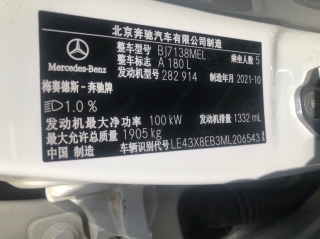 北京奔驰汽车有限公司制造
整车型号 BJ7138MEL 乘坐人数 5
Mercedes-Benz 整车标志 A 180 L
发动机型号 282 914 制造年月 2021-10
梅赛德斯—奔驰牌
1.0 %
发动机最大净功率 100 kW 发动机排量 1332 mL
最大允许总质量 1905 kg
中国 制造 车辆识别代号 LE43X8EB3ML206543